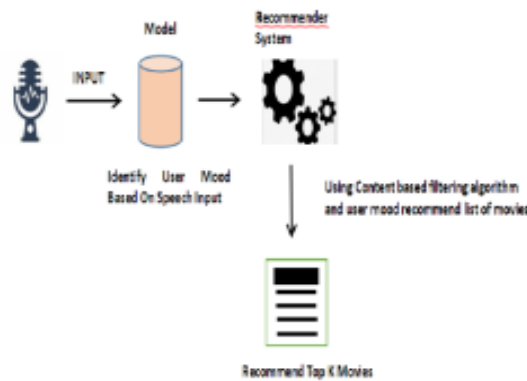 Model
Recommender
System
INPUT
Identify User Mood
Based On Speech Input
Using Content based filtering algorithm
and user mood recommend list of movies
Recommend Top K Movies